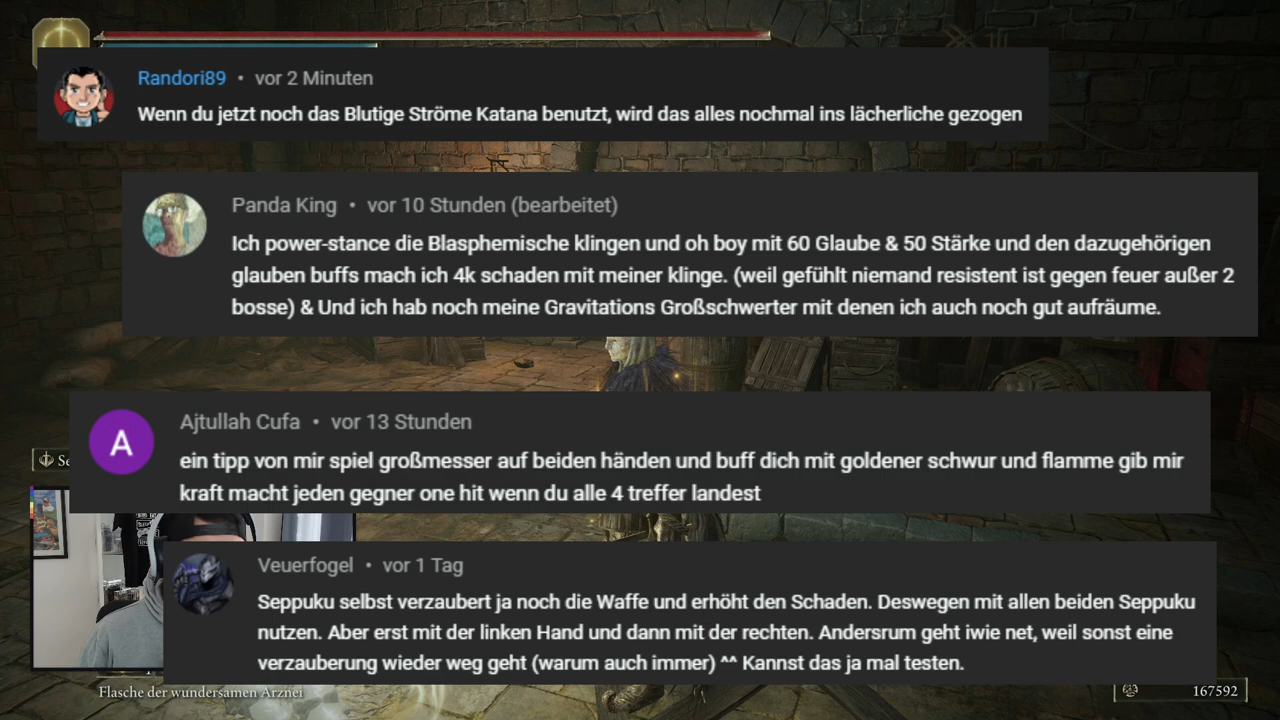 Randori89 • vor 2 Minuten
Wenn du jetzt noch das Blutige Ströme Katana benutzt, wird das alles nochmal ins lächerliche gezogen
Panda King • vor 10 Stunden (bearbeitet)
Ich power-stance die Blasphemische klingen und oh boy mit 60 Glaube & 50 Stärke und den dazugehörigen
glauben buffs mach ich 4k schaden mit meiner klinge. (weil gefühlt niemand resistent ist gegen feuer außer 2
bosse) & Und ich hab noch meine Gravitations Großschwerter mit denen ich auch noch gut aufräume.
A
Ajtullah Cufa • vor 13 Stunden
ein tipp von mir spiel großmesser auf beiden händen und buff dich mit goldener schwur und flamme gib mir
kraft macht jeden gegner one hit wenn du alle 4 treffer landest
Veuerfogel • vor 1 Tag
Seppuku selbst verzaubert ja noch die Waffe und erhöht den Schaden. Deswegen mit allen beiden Seppuku
nutzen. Aber erst mit der linken Hand und dann mit der rechten. Andersrum geht iwie net, weil sonst eine
verzauberung wieder weg geht (warum auch immer) ^^ Kannst das ja mal testen.
Flasche der wundersamen Arznei
167592